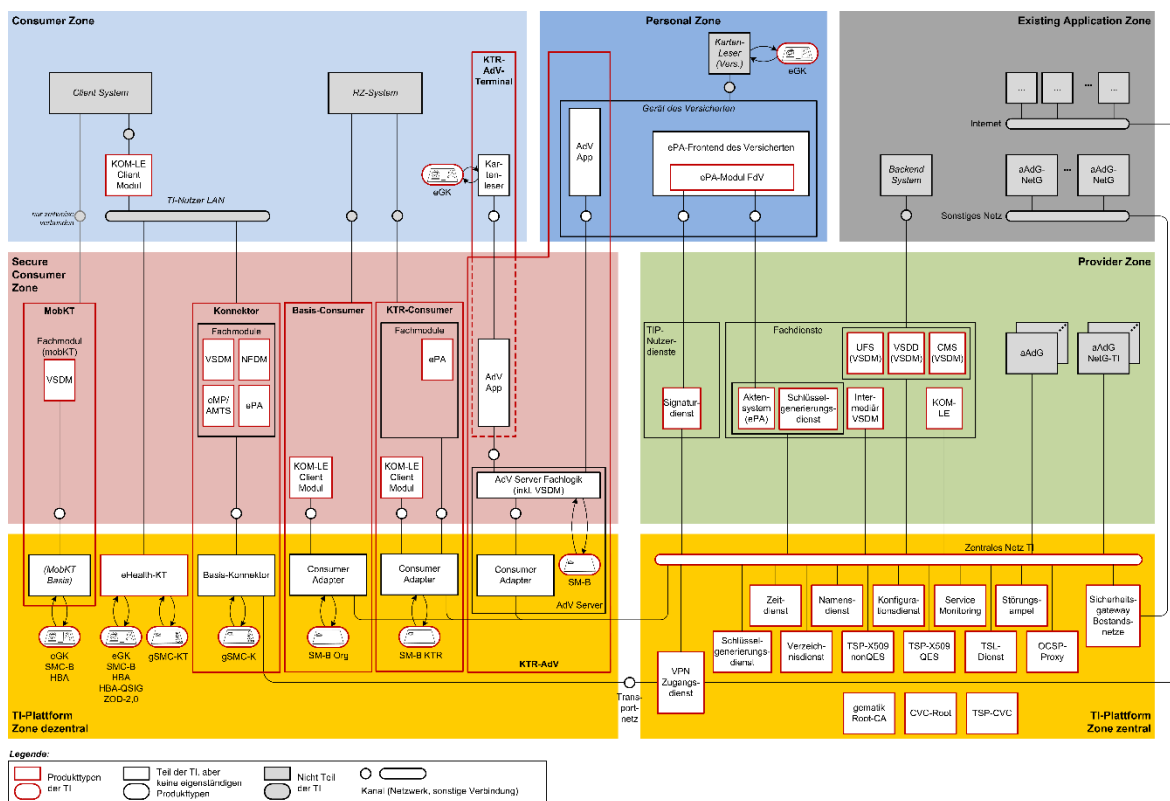 Consumer Zone
Personal Zone
Existing Application Zone
Client System
RZ-System
KTR-
AdV-
Terminal
Karten-
Leser
(Vers.)
eGK
Gerät des Versicherten
AdV
App
ePA-Frontend des Versicherten
ePA-Modul FdV
KOM-LE
Client
Modul
eGK
Kar-
ten-
leser
TI-Nutzer LAN
nur zeitweise
verbunden
...
...
...
...
Internet
Backend
System
aAdG-
NetG
...
aAdG-
NetG
Sonstiges Netz
Secure
Consumer
Zone
MobKT
Fachmodul
(mobKT)
VSDM
Konnektor
Fachmodule
VSDM
NFDM
eMP/
AMTS
ePA
Basis-Consumer
KOM-LE
Client
Modul
KTR-Consumer
Fachmodule
ePA
KOM-LE
Client
Modul
AdV
App
AdV Server Fachlogik
(inkl. VSDM)
Provider Zone
TIP-
Nutzer-
dienste
Signatur-
dienst
Fachdienste
UFS
(VSDM)
VSDD
(VSDM)
CMS
(VSDM)
Akten-
system
(ePA)
Schlüssel-
generierungs-
dienst
Inter-
mediär
VSDM
KOM-
LE
aAdG
aAdG
NetG-TI
(MobKT
Basis)
eHealth-KT
Basis-Konnektor
Consumer
Adapter
Consumer
Adapter
Consumer
Adapter
SM-B
AdV Server
eGK
SMC-B
HBA
eGK
SMC-B
HBA
HBA-QSIG
ZOD-2.0
gSMC-KT
gSMC-K
SM-B Org
SM-B KTR
KTR-AdV
TI-Plattform
Zone dezentral
Trans-
port-
netz
Zentrales Netz TI
Zeit-
dienst
Namens-
dienst
Konfigura-
tionsdienst
Service
Monitoring
Störungs-
ampel
Sicherheits-
gateway
Bestands-
netze
Schlüssel-
generierungs-
dienst
Verzeich-
nisdienst
TSP-X509
nonQES
TSP-X509
QES
TSL-
Dienst
OCSP-
Proxy
VPN
Zugangs-
dienst
gematik
Root-CA
CVC-Root
TSP-CVC
TI-Plattform
Zone zentral
Legende:
Produkttypen
der TI
Teil der TI, aber
keine eigenständigen
Produkttypen
Nicht Teil
der TI
Kanal (Netzwerk, sonstige Verbindung)